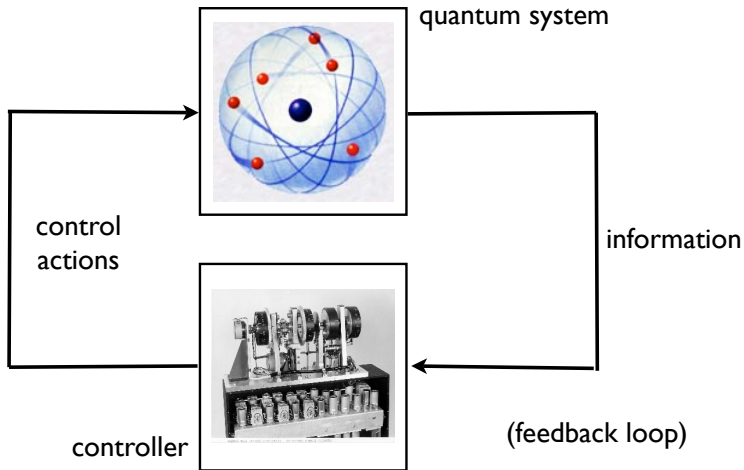 quantum system
control
actions
information
controller
(feedback loop)